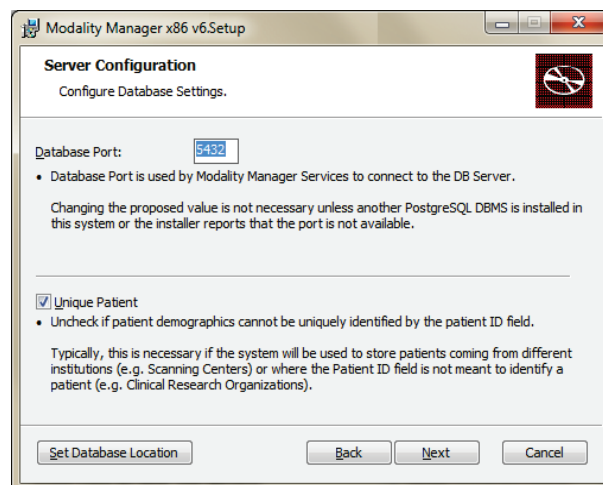 Modality Manager x86 v6.Setup
Server Configuration
Configure Database Settings.
Database Port:
5432
• Database Port is used by Modality Manager Services to connect to the DB Server.
Changing the proposed value is not necessary unless another PostgreSQL DBMS is installed in
this system or the installer reports that the port is not available.
Unique Patient
• Uncheck if patient demographics cannot be uniquely identified by the patient ID field.
Typically, this is necessary if the system will be used to store patients coming from different
institutions (e.g. Scanning Centers) or where the Patient ID field is not meant to identify a
patient (e.g. Clinical Research Organizations).
Set Database Location Back Next Cancel